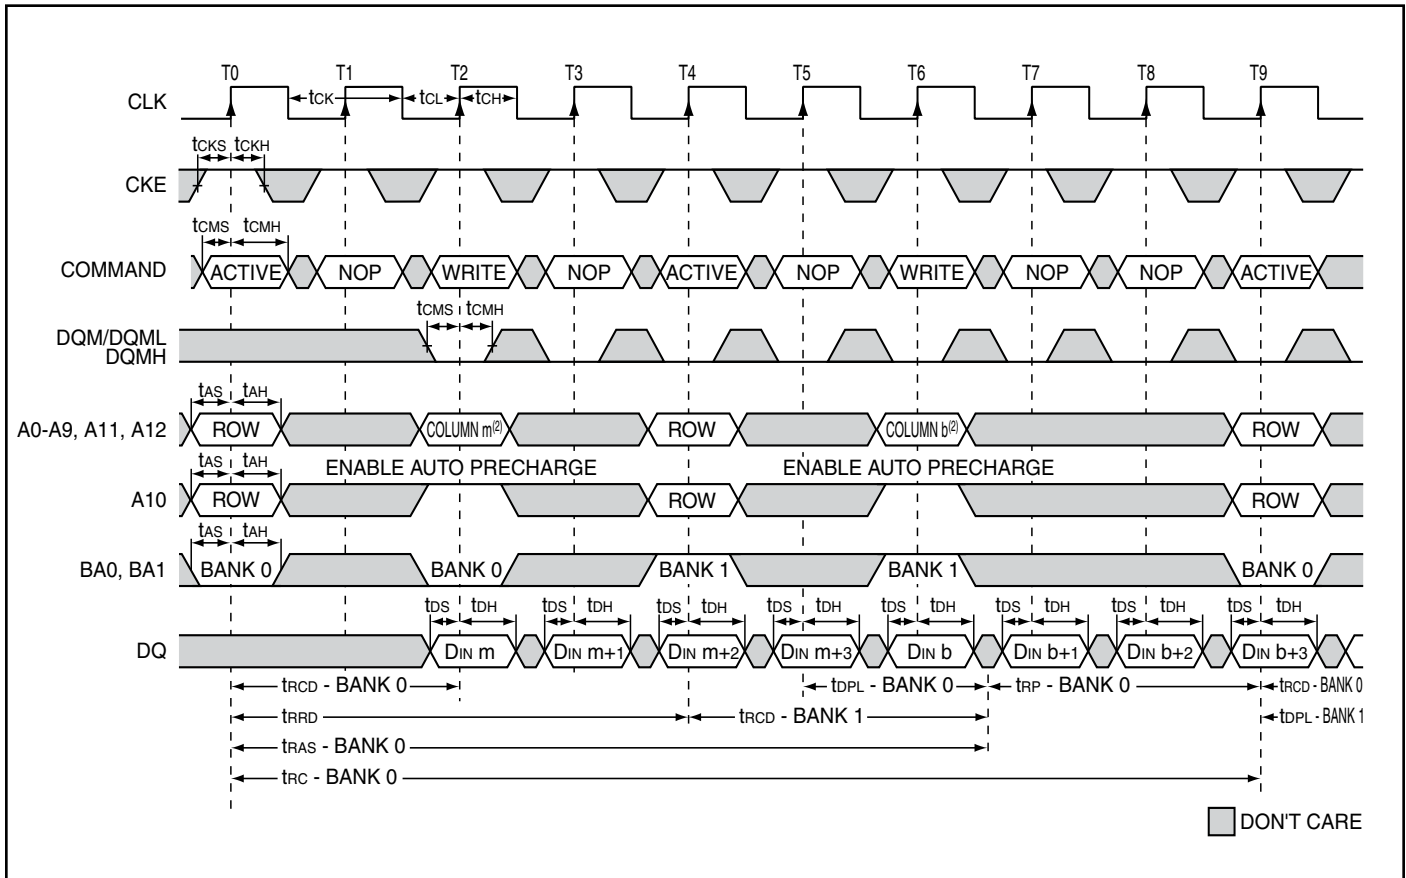 T0 T1 T2 T3 T4 T5 T6 T7 T8 T9
CLK tCK tCL tCH
tCKS tCKH
CKE
tCMS tCMH
COMMAND ACTIVE NOP WRITE NOP ACTIVE NOP WRITE NOP NOP ACTIVE
tCMS tCMH
DQM/DQML
DQMH
tAS tAH
A0-A9, A11, A12 ROW COLUMN m(2) ROW COLUMN b(2) ROW
tAS tAH ENABLE AUTO PRECHARGE ENABLE AUTO PRECHARGE
A10 ROW ROW ROW
tAS tAH
BA0, BA1 BANK 0 BANK 0 BANK 1 BANK 1 BANK 0
tDS tDH tDS tDH tDS tDH tDS tDH tDS tDH tDS tDH tDS tDH tDS tDH
DQ DIN m DIN m+1 DIN m+2 DIN m+3 DIN b DIN b+1 DIN b+2 DIN b+3
tRCD - BANK 0 tDPL - BANK 0 tRP - BANK 0 tRCD - BANK 0
tRRD tRCD - BANK 1 tDPL - BANK 1
tRAS - BANK 0
tRC - BANK 0
DON'T CARE